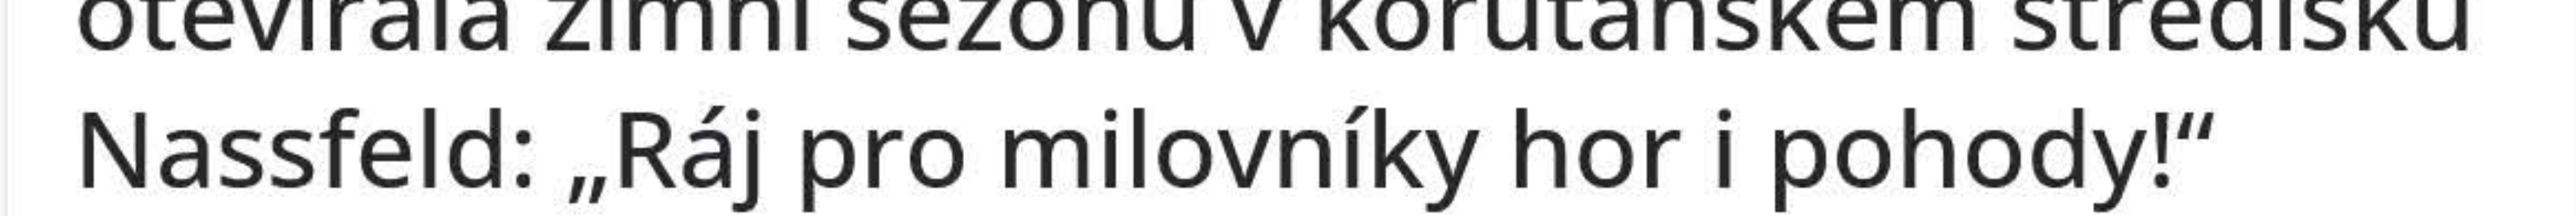 otevírala zimní sezonu v korutanském středisku
Nassfeld: „Ráj pro milovníky hor i pohody!“